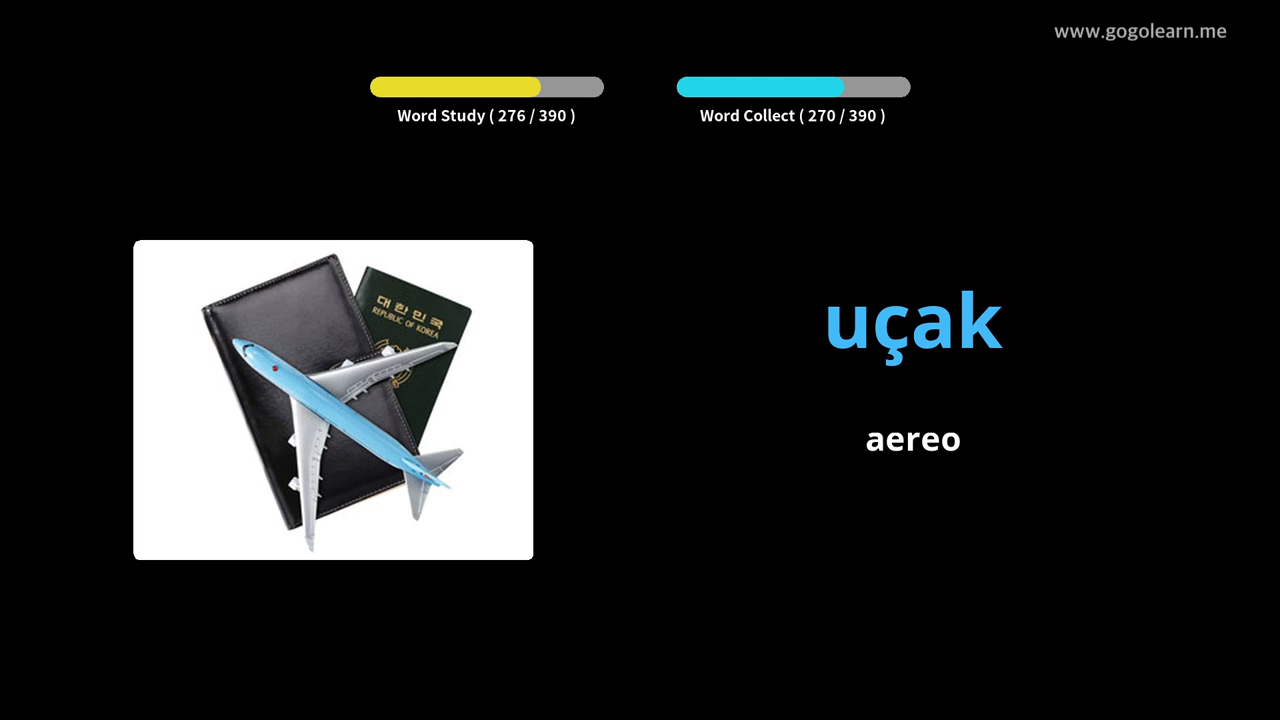 www.gogolearn.me
Word Study ( 276 / 390 )
Word Collect ( 270 / 390 )
대한민국
REPUBLIC OF KOREA
uçak
aereo